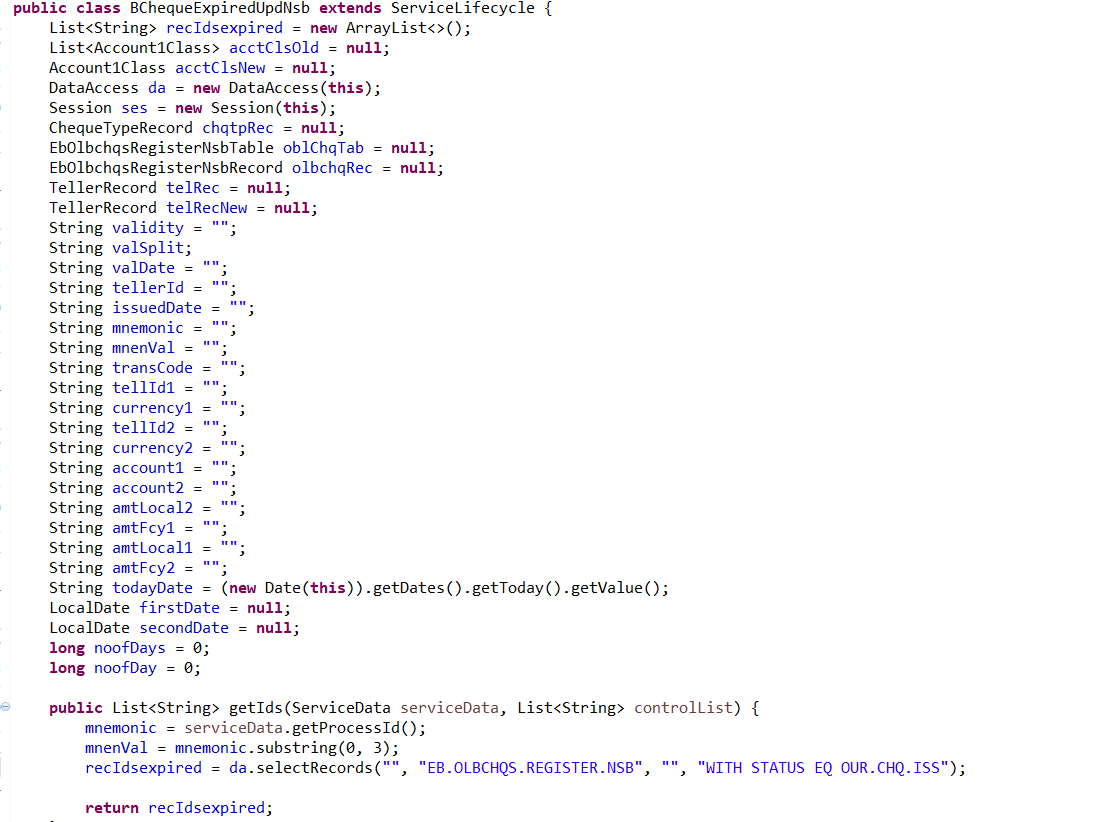 public class BChequeExpiredUpdNsb extends ServiceLifecycle {
List<String> recIdsexpired = new ArrayList<>();
List<Account1Class> acctClsOld = null;
Account1Class acctClsNew = null;
DataAccess da = new DataAccess(this);
Session ses = new Session(this);
ChequeTypeRecord chqtpRec = null;
EbOlbchqsRegisterNsbTable oblChqTab = null;
EbOlbchqsRegisterNsbRecord olbchqRec = null;
TellerRecord telRec = null;
TellerRecord telRecNew = null;
String validity = "";
String valSplit;
String valDate = "";
String tellerId = "";
String issuedDate = "";
String mnemonic = "";
String mnenVal = "";
String transCode = "";
String tellId1 = "";
String currency1 = "";
String tellId2 = "";
String currency2 = "";
String account1 = "";
String account2 = "";
String amtLocal2 = "";
String amtFcy1 = "";
String amtLocal1 = "";
String amtFcy2 = "";
String todayDate = (new Date(this)).getDates().getToday().getValue();
LocalDate firstDate = null;
LocalDate secondDate = null;
long noofDays = 0;
long noofDay = 0;
public List<String> getIds(ServiceData serviceData, List<String> controlList) {
mnemonic = serviceData.getProcessId();
mnenVal = mnemonic.substring(0, 3);
recIdsexpired = da.selectRecords("", "EB.OLBCHQS.REGISTER.NSB", "", "WITH STATUS EQ OUR.CHQ.ISS");
return recIdsexpired;